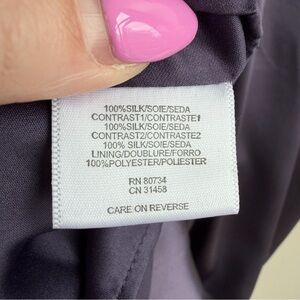 100%SILK/SOIE/SEDA
CONTRAST1/CONTRASTE1
100%SILK/SOIE/SEDA
CONTRAST2/CONTRASTE2
100% SILK/SOIE/SEDA
LINING/DOUBLURE/FORRO
100%POLYESTER/POLIESTER
RN 80734
CN 31458
CARE ON REVERSE